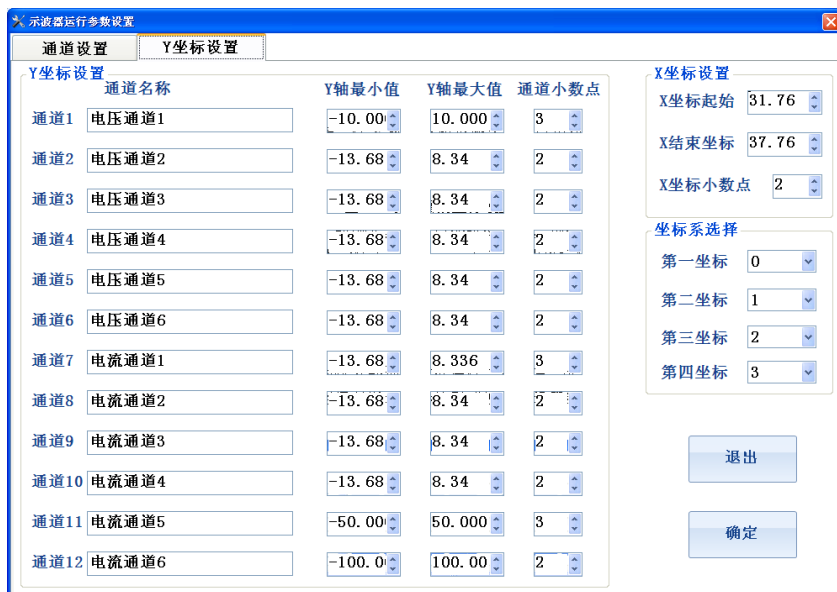 示波器运行参数设置
通道设置 Y坐标设置
Y坐标设置
通道名称 Y轴最小值 Y轴最大值 通道小数点
通道1 电压通道1 -10.00 10.000 3
通道2 电压通道2 -13.68 8.34 2
通道3 电压通道3 -13.68 8.34 2
通道4 电压通道4 -13.68 8.34 2
通道5 电压通道5 -13.68 8.34 2
通道6 电压通道6 -13.68 8.34 2
通道7 电流通道1 -13.68 8.336 3
通道8 电流通道2 -13.68 8.34 2
通道9 电流通道3 -13.68 8.34 2
通道10 电流通道4 -13.68 8.34 2
通道11 电流通道5 -50.00 50.000 3
通道12 电流通道6 -100.0 100.00 2
X坐标设置
X坐标起始 31.76
X结束坐标 37.76
X坐标小数点 2
坐标系选择
第一坐标 0
第二坐标 1
第三坐标 2
第四坐标 3
退出
确定